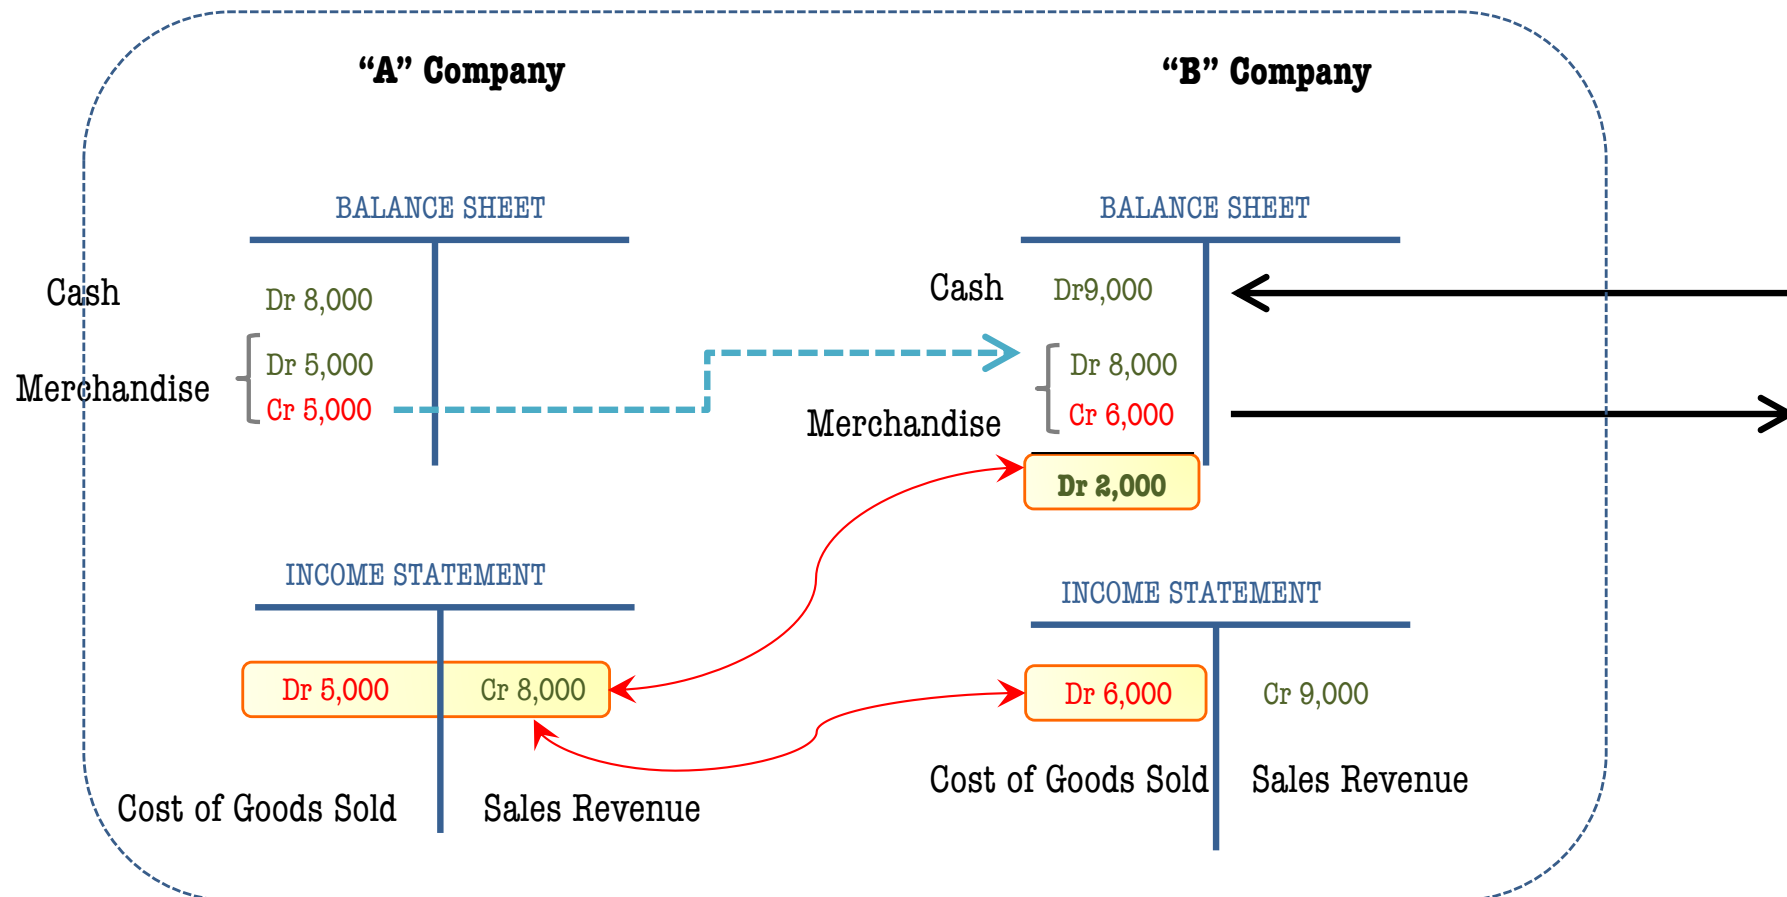 “A” Company
“B” Company
BALANCE SHEET
BALANCE SHEET
Cash
Dr 8,000
Cash
Dr9,000
Dr 5,000
Dr 8,000
Merchandise
Cr 5,000
Merchandise
Cr 6,000
Dr 2,000
INCOME STATEMENT
INCOME STATEMENT
Dr 5,000
Cr 8,000
Dr 6,000
Cr 9,000
Cost of Goods Sold
Sales Revenue
Cost of Goods Sold
Sales Revenue